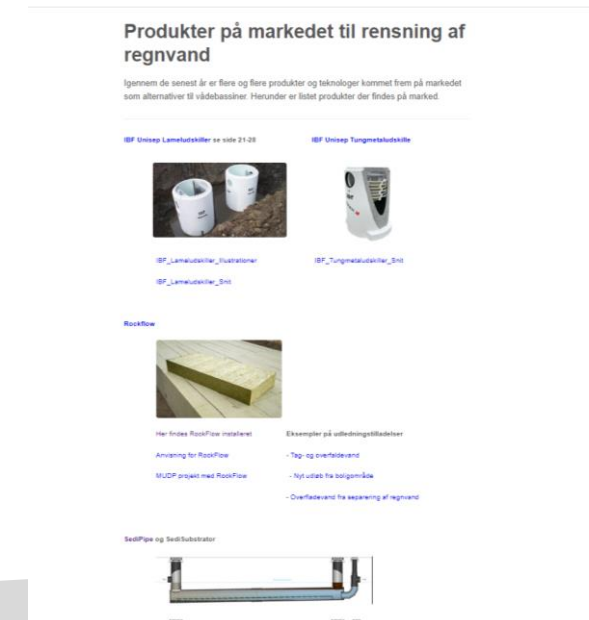 Produkter på markedet til rensning af
regnvand
Igennem de senest år er flere og flere produkter og teknologer kommet frem på markedet
som alternativer til vådebassiner. Herunder er listet produkter der findes på marked.
IBF Unisep Lameludskiller se side 21-28
IBF Unisep Tungmetaludskille
IBF_Lameludskiller_Illustrationer
IBF_Tungmetaludskiller_Snit
IBF_Lameludskiller_Snit
Rockflow
Her findes RockFlow installeret
Eksempler på udledningstilladelser
Anvisning for RockFlow
- Tag- og overfaldevand
MUDP projekt med RockFlow
- Nyt udløb fra boligområde
- Overfladevand fra separering af regnvand
SediPipe og SediSubstrator